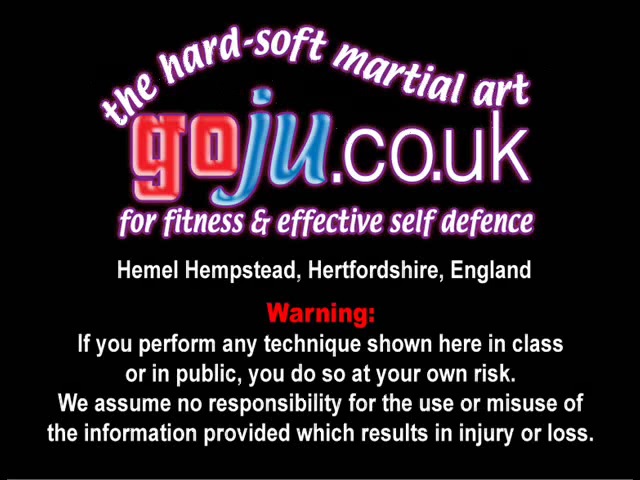 the hard-soft martial art
goju.co.uk
for fitness & effective self defence
Hemel Hempstead, Hertfordshire, England
Warning:
If you perform any technique shown here in class
or in public, you do so at your own risk.
We assume no responsibility for the use or misuse of
the information provided which results in injury or loss.